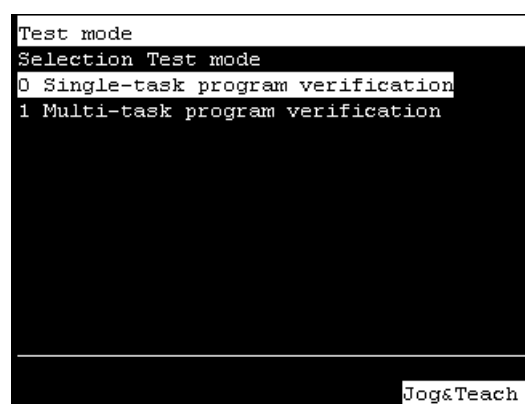 Test mode
Selection Test mode
0 Single-task program verification
1 Multi-task program verification
Jog&Teach